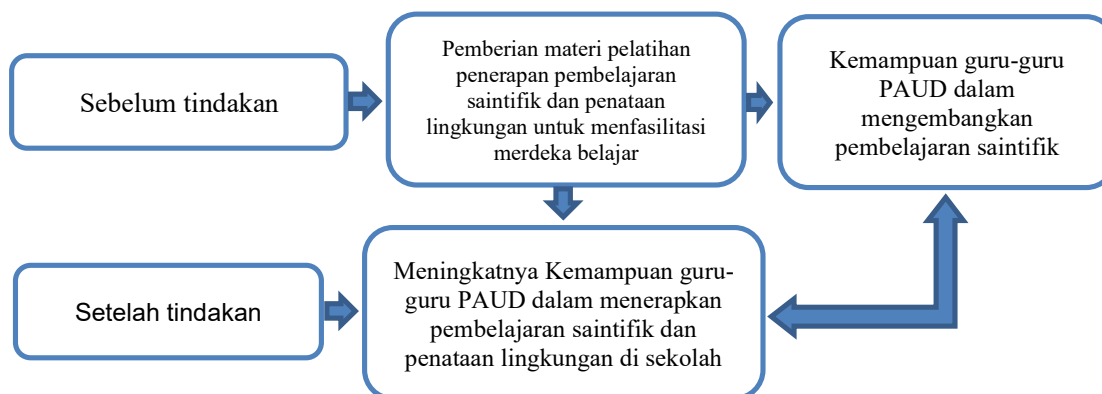 Sebelum tindakan
Pemberian materi pelatihan
penerapan pembelajaran
saintifik dan penataan
lingkungan untuk menfasilitasi
merdeka belajar
Kemampuan guru-guru
PAUD dalam
mengembangkan
pembelajaran saintifik
Setelah tindakan
Meningkatnya Kemampuan guru-
guru PAUD dalam menerapkan
pembelajaran saintifik dan
penataan lingkungan di sekolah